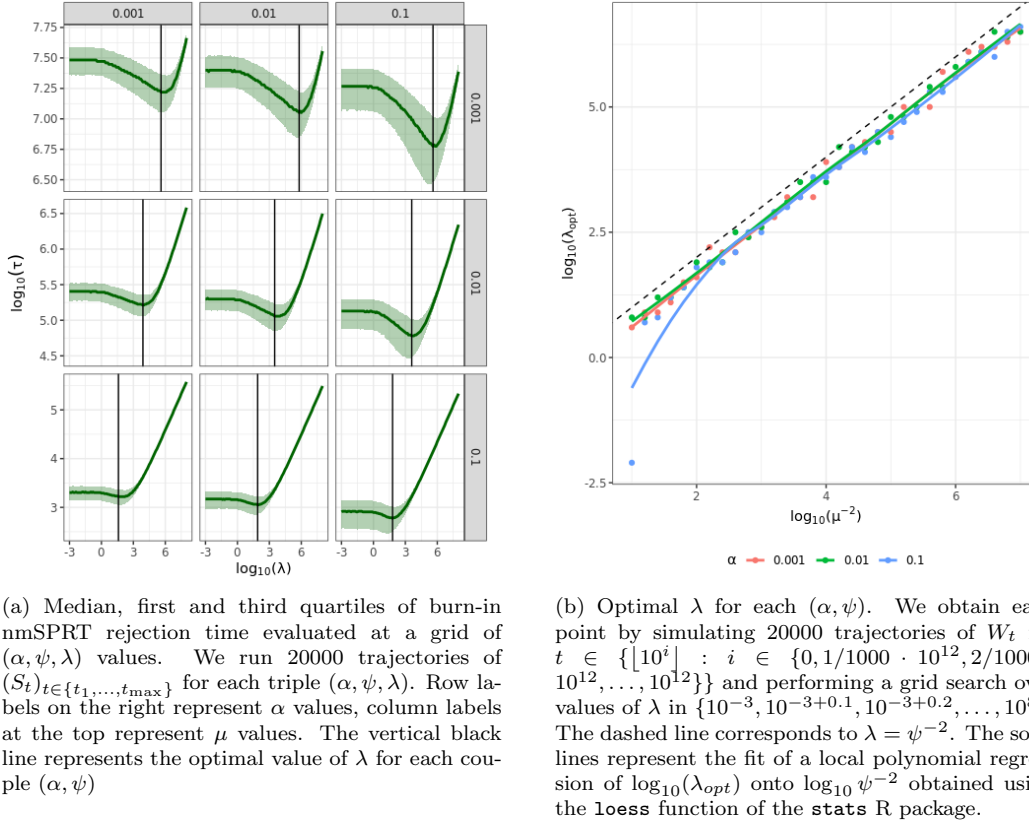 0.001
0.01
0.1
7.75
7.50
7.25
7.00
6.75
6.50
0.001
6.5
6.0
5.5
5.0
4.5
0.01
log10(τ)
5
4
3
0.1
-3 0 3 6 -3 0 3 6 -3 0 3 6
log10(λ)
5.0
2.5
0.0
-2.5
log10(λopt)
2 4 6
log10(μ−2)
α 0.001 0.01 0.1
(a) Median, first and third quartiles of burn-in
nmSPRT rejection time evaluated at a grid of
(α, ψ, λ) values. We run 20000 trajectories of
(St)t∈{t1,...,tmax} for each triple (α, ψ, λ). Row la-
bels on the right represent α values, column labels
at the top represent μ values. The vertical black
line represents the optimal value of λ for each cou-
ple (α, ψ)
(b) Optimal λ for each (α, ψ). We obtain ea
point by simulating 20000 trajectories of Wt
t ∈ {⌊10^i⌋ : i ∈ {0, 1/1000 · 10^12, 2/1000
10^12, . . . , 10^12}} and performing a grid search ov
values of λ in {10^−3, 10^−3+0.1, 10^−3+0.2, . . . , 10
The dashed line corresponds to λ = ψ^−2. The so
lines represent the fit of a local polynomial regr
sion of log10(λopt) onto log10 ψ^−2 obtained usin
the loess function of the stats R package.